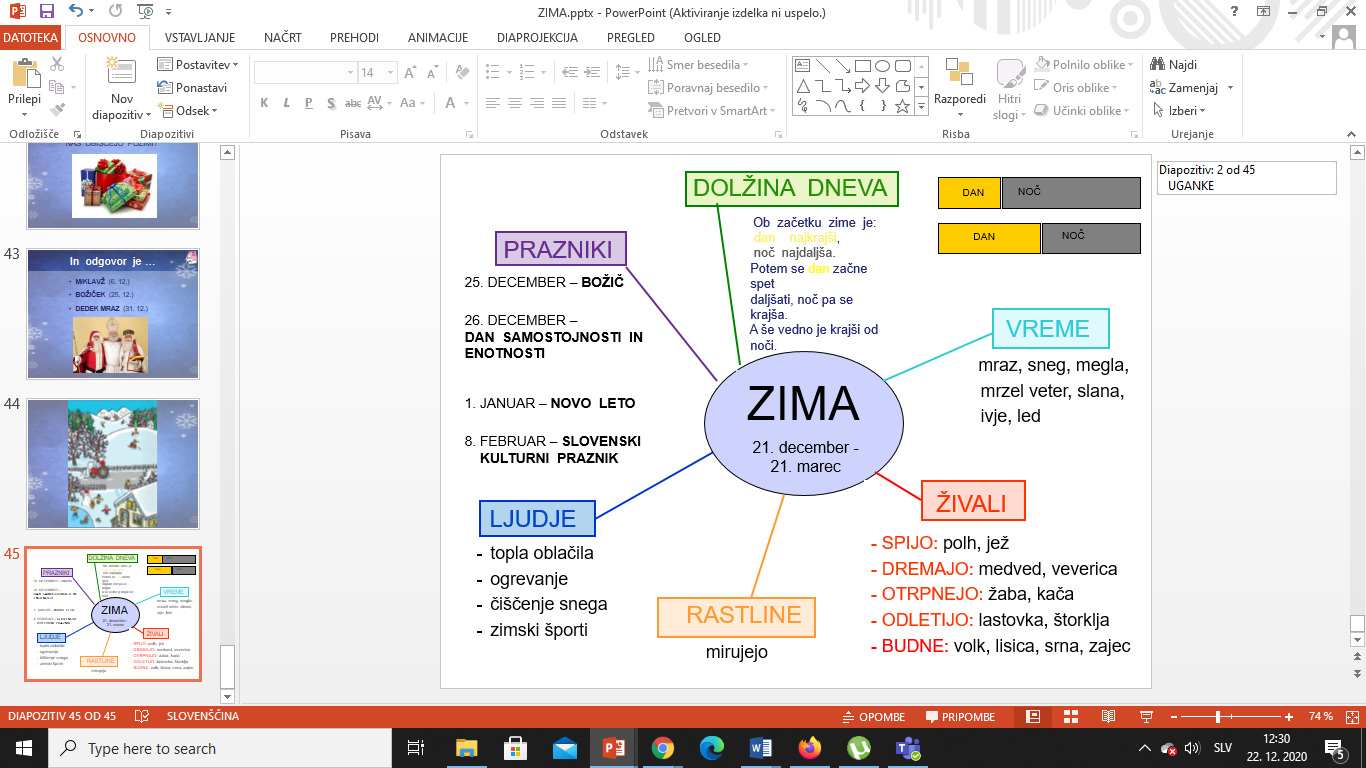 ZIMA.pptx - PowerPoint (Aktiviranje izdelka ni uspelo.)
DATOTEKA OSNOVNO VSTAVLJANJE NAČRT PREHODI ANIMACIJE DIAPROJEKCIJA PREGLED OGLED
Prilepi
Odložišče
Nov
diapozitiv
Postavitev
Ponastavi
Odsek
Diapozitivi
14
K L P S abc AV Aa A
Pisava
Smer besedila
Poravnaj besedilo
Pretvori v SmartArt
Odstavek
Razporedi
Hitri
slogi
Polnilo oblike
Oris oblike
Učinki oblike
Risba
Najdi
Zamenjaj
Izberi
Urejanje
NAS OBIŠČEJO POZIMI?
43
In odgovor je ...
• MIKLAVŽ (6. 12.)
• BOŽIČEK (25. 12.)
• DEDEK MRAZ (31. 12.)
44
45
DOLŽINA DNEVA
Ob začetku zime je:
dan najkrajši,
noč najdaljša.
Potem se dan začne
spet
daljšati, noč pa se
krajša.
A še vedno je krajši od
noči.
DAN NOČ
DAN NOČ
PRAZNIKI
25. DECEMBER – BOŽIČ
26. DECEMBER –
DAN SAMOSTOJNOSTI IN
ENOTNOSTI
1. JANUAR – NOVO LETO
8. FEBRUAR – SLOVENSKI
KULTURNI PRAZNIK
VREME
mraz, sneg, megla,
mrzel veter, slana,
ivje, led
ZIMA
21. december -
21. marec
LJUDJE
- topla oblačila
- ogrevanje
- čiščenje snega
- zimski športi
RASTLINE
mirujejo
ŽIVALI
- SPIJO: polh, jež
- DREMAJO: medved, veverica
- OTRPNEJO: žaba, kača
- ODLETIJO: lastovka, štorklja
- BUDNE: volk, lisica, srna, zajec
Diapozitiv: 2 od 45
UGANKE
DIAPOZITIV 45 OD 45 SLOVENŠČINA OPOMBE PRIPOMBE 74 %
Type here to search
SLV
12:30
22. 12. 2020
5